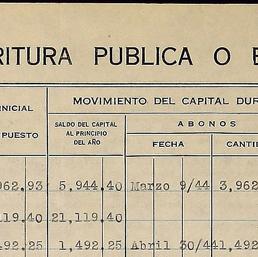 RITURA PUBLICA O E
INICIAL MOVIMIENTO DEL CAPITAL DUR
PUESTO SALDO DEL CAPITAL AL PRINCIPIO DEL AÑO ABONOS
FECHA CANTI
962.93 5,944.40 Marzo 9/44 3,962
119.40 21,119.40
492.25 1,492.25 Abril 30/44 1,492